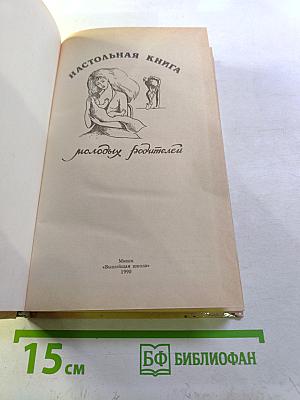 НАСТОЛЬНАЯ КНИГА
молодых родителей
Минск
«Вышэйшая школа»
1990
15 см
БФ БИБЛИОФАН